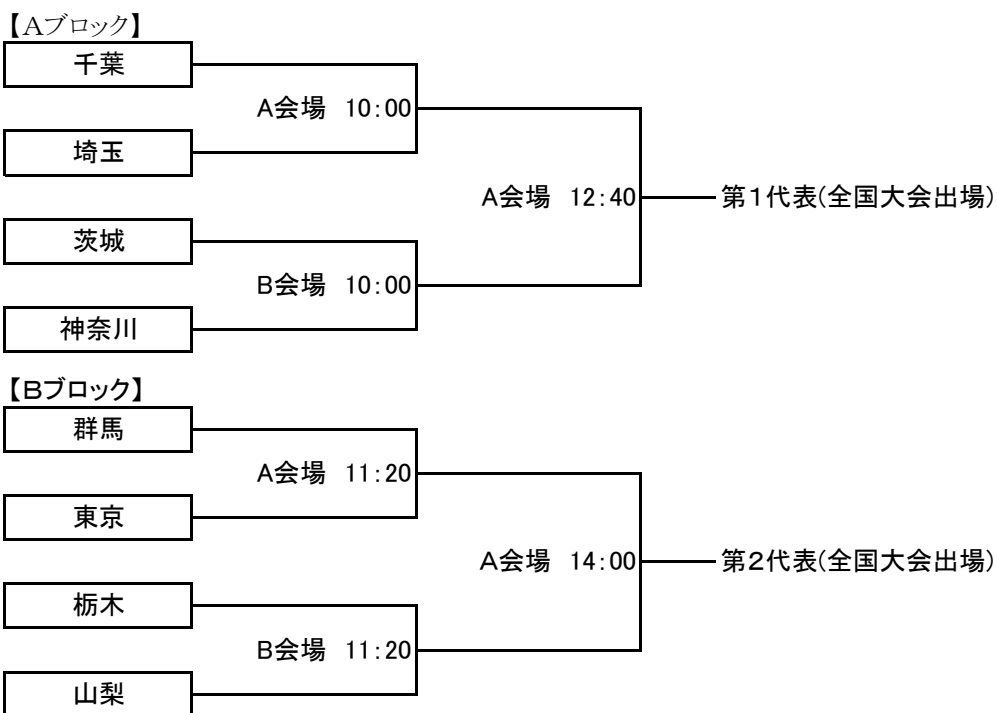 【Aブロック】
千葉
A会場 10:00
埼玉
A会場 12:40
第1代表(全国大会出場)
茨城
B会場 10:00
神奈川
【Bブロック】
群馬
A会場 11:20
東京
A会場 14:00
第2代表(全国大会出場)
栃木
B会場 11:20
山梨